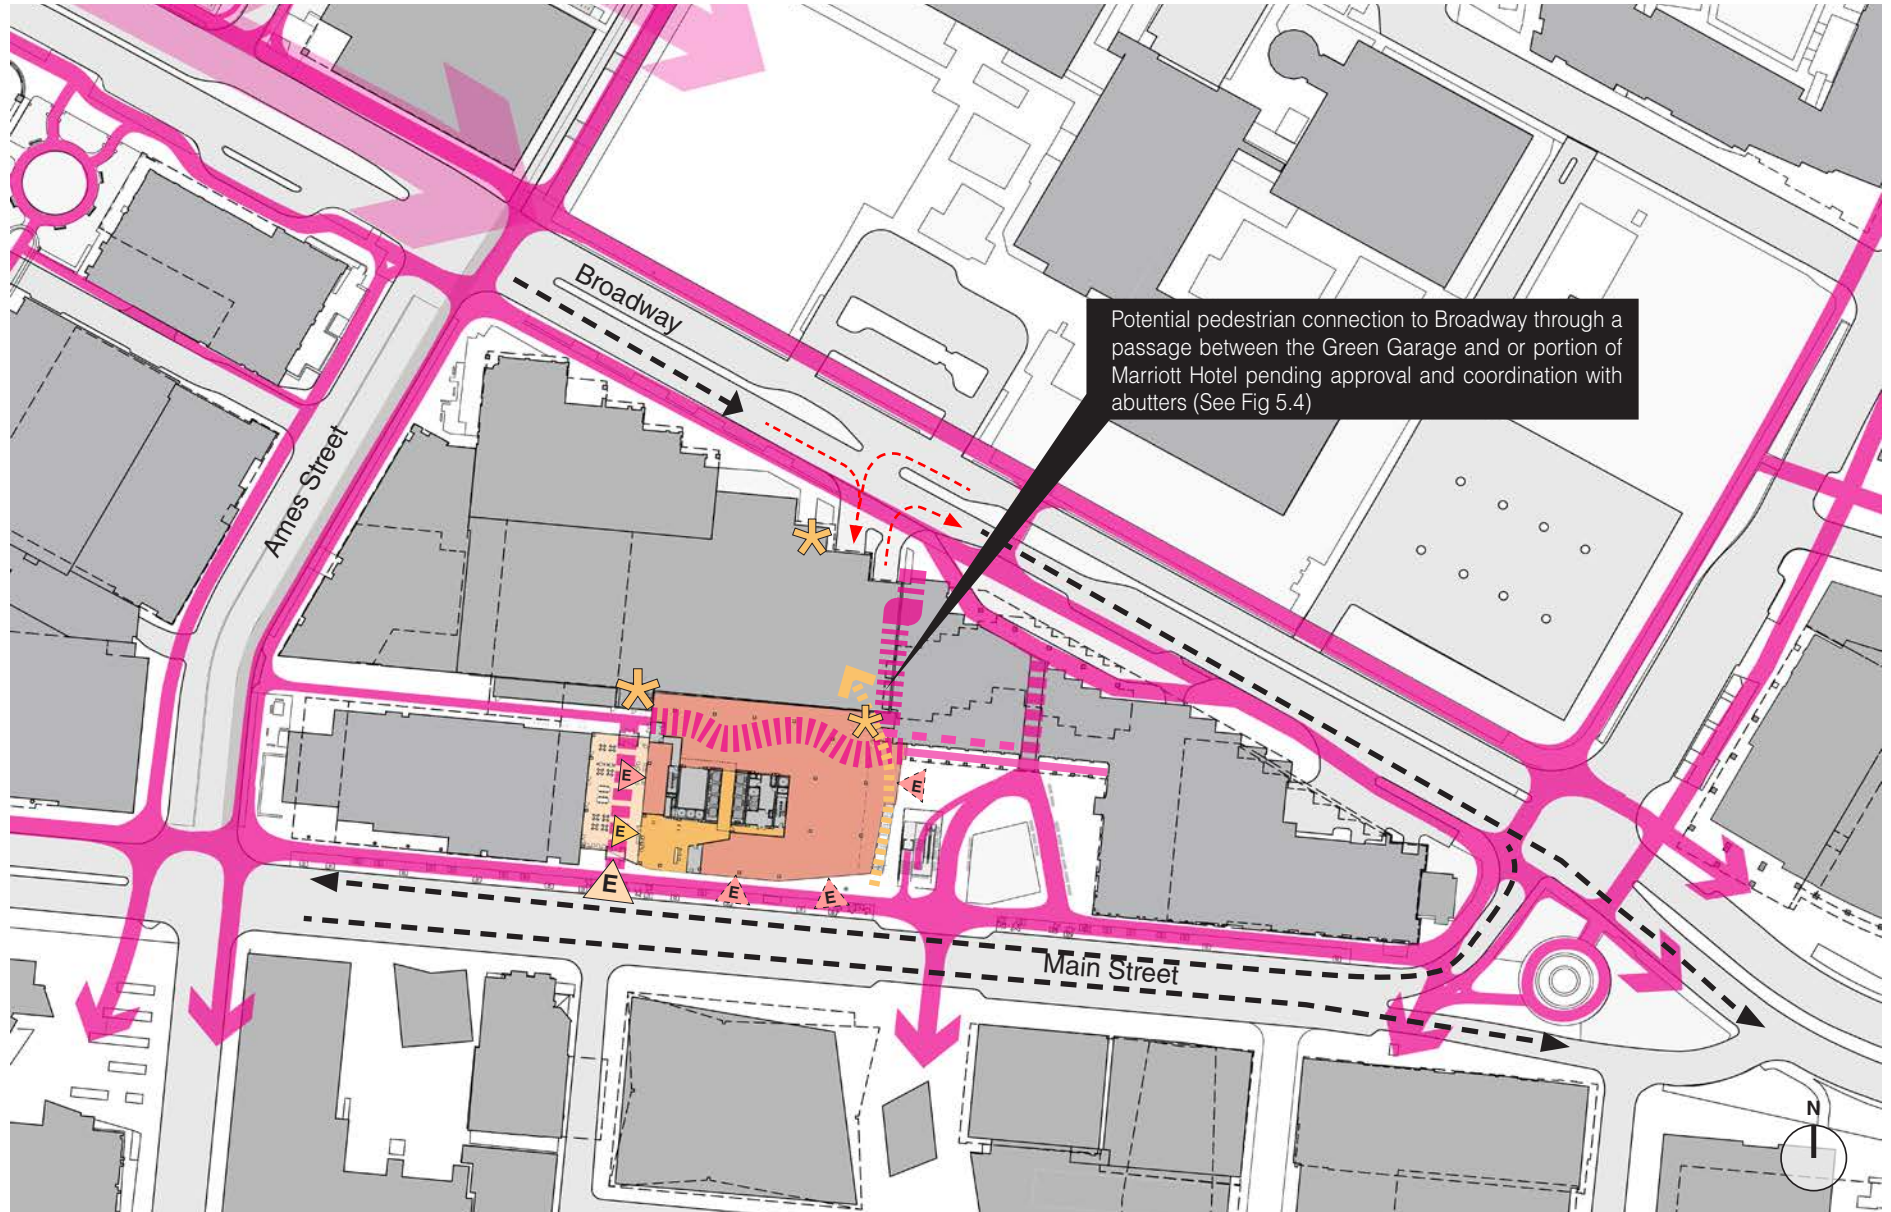 Broadway
Potential pedestrian connection to Broadway through a
passage between the Green Garage and or portion of
Marriott Hotel pending approval and coordination with
abutters (See Fig 5.4)
Ames Street
E
E
E
E
E
E
Main Street
N